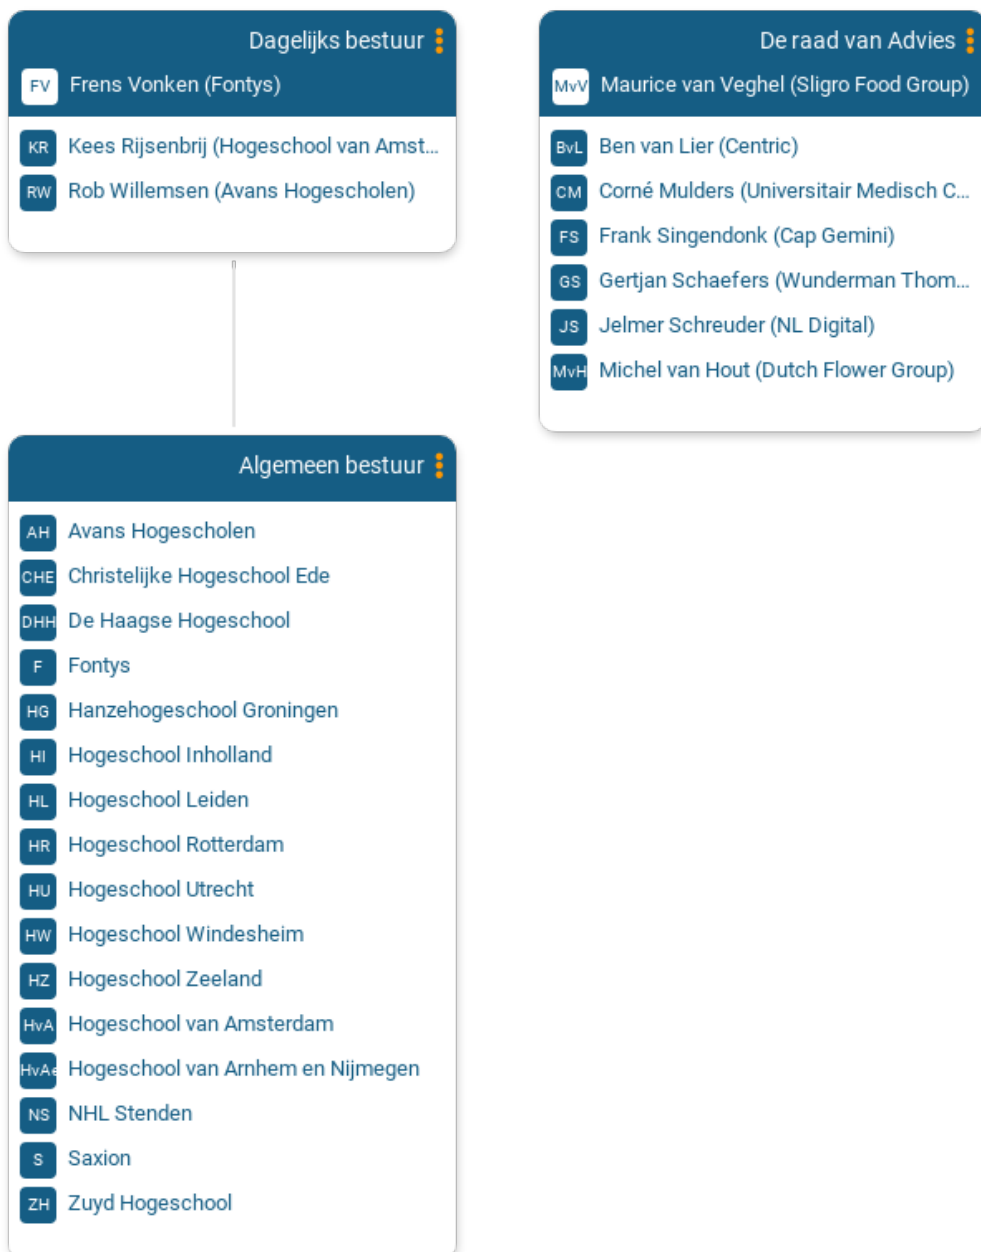 Dagelijks bestuur
FV Frens Vonken (Fontys)
KR Kees Rijsenbrij (Hogeschool van Amst...
RW Rob Willemsen (Avans Hogescholen)
De raad van Advies
MvV Maurice van Veghel (Sligro Food Group)
BvL Ben van Lier (Centric)
CM Corné Mulders (Universitair Medisch C...
FS Frank Singendonk (Cap Gemini)
GS Gertjan Schaefers (Wunderman Thom...
JS Jelmer Schreuder (NL Digital)
MvH Michel van Hout (Dutch Flower Group)
Algemeen bestuur
AH Avans Hogescholen
CHE Christelijke Hogeschool Ede
DHH De Haagse Hogeschool
F Fontys
HG Hanzehogeschool Groningen
HI Hogeschool Inholland
HL Hogeschool Leiden
HR Hogeschool Rotterdam
HU Hogeschool Utrecht
HW Hogeschool Windesheim
HZ Hogeschool Zeeland
HvA Hogeschool van Amsterdam
HvAe Hogeschool van Arnhem en Nijmegen
NS NHL Stenden
S Saxion
ZH Zuyd Hogeschool